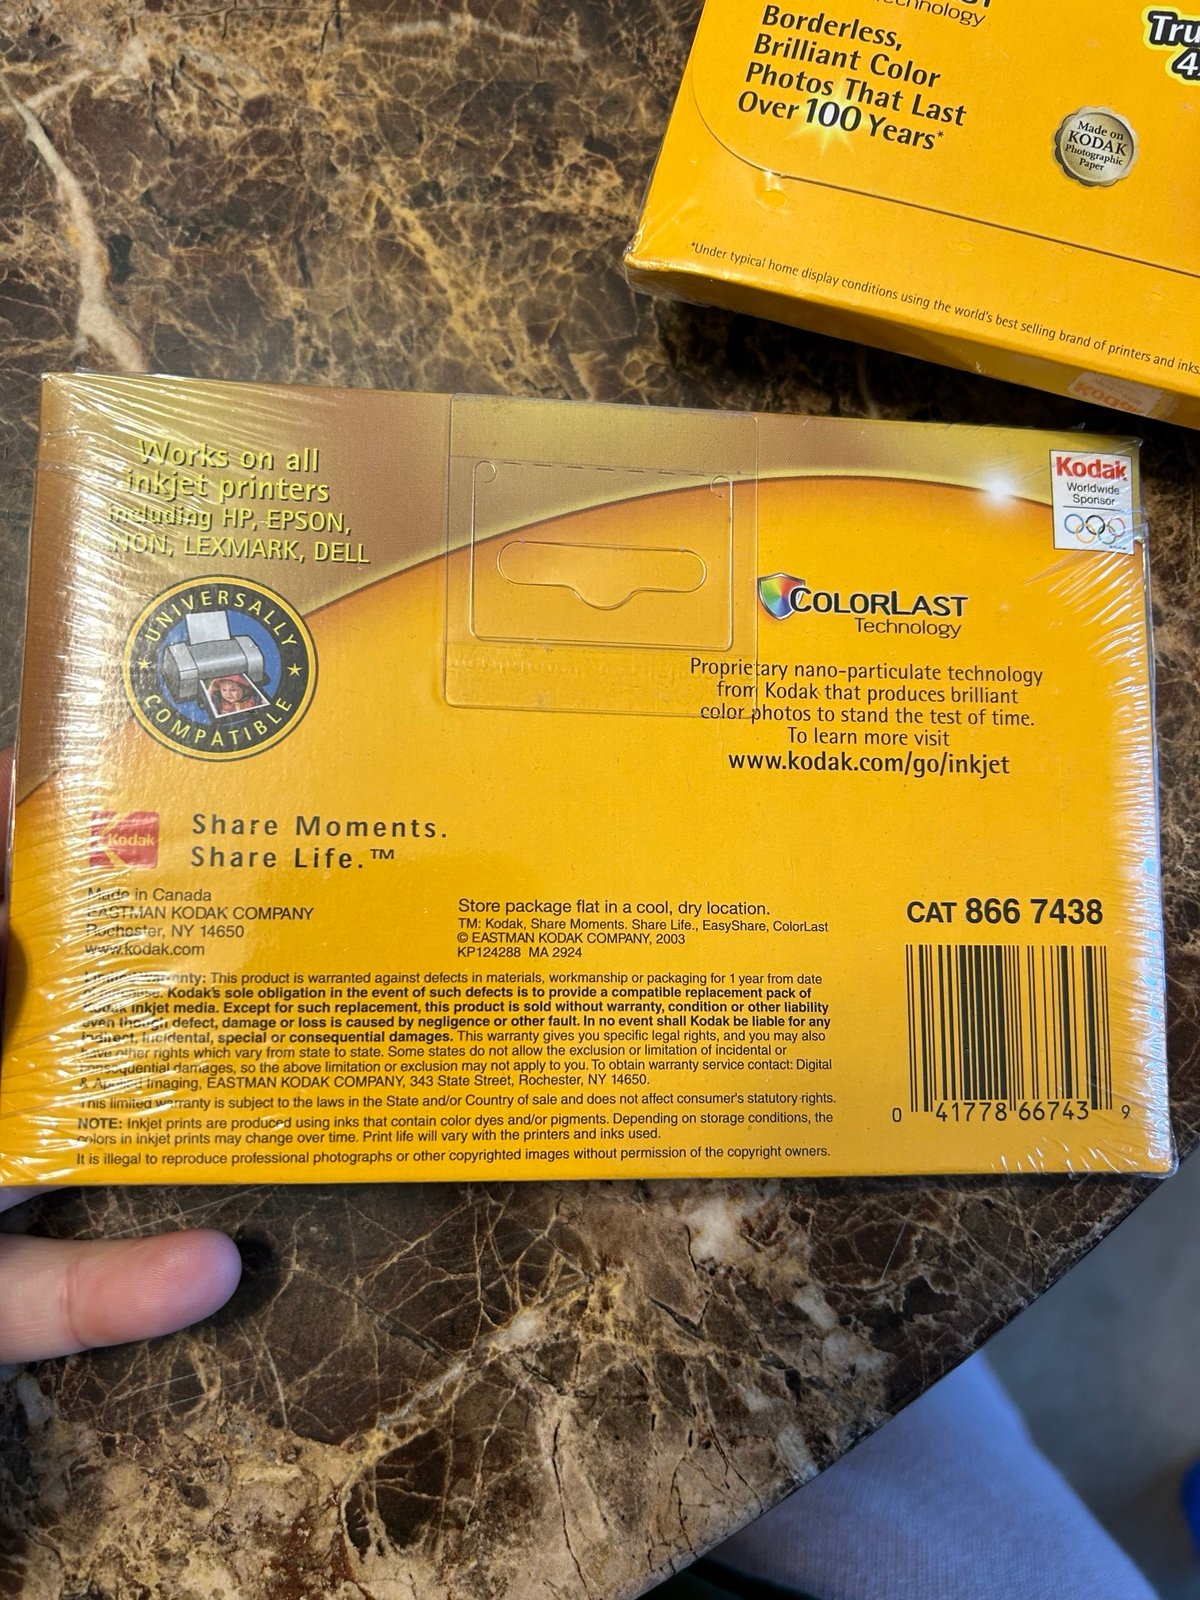 Technology
Borderless,
Brilliant Color
Photos That Last
Over 100 Years*
Made on
KODAK
Photographic
Paper
*Under typical home display conditions using the world's best selling brand of printers and inks.
Works on all
inkjet printers
including HP, EPSON,
LEXMARK, DELL
UNIVERSALLY
COMPATIBLE
Kodak
Worldwide
Sponsor
COLORLAST
Technology
Proprietary nano-particulate technology
from Kodak that produces brilliant
color photos to stand the test of time.
To learn more visit
www.kodak.com/go/inkjet
Kodak
Share Moments.
Share Life.™
Made in Canada
EASTMAN KODAK COMPANY
Rochester, NY 14650
www.kodak.com
Store package flat in a cool, dry location.
TM: Kodak, Share Moments. Share Life., EasyShare, ColorLast
© EASTMAN KODAK COMPANY, 2003
KP124288 MA 2924
CAT 866 7438
Limited Warranty: This product is warranted against defects in materials, workmanship or packaging for 1 year from date
Kodak's sole obligation in the event of such defects is to provide a compatible replacement pack of
Kodak inkjet media. Except for such replacement, this product is sold without warranty, condition or other liability
even though defect, damage or loss is caused by negligence or other fault. In no event shall Kodak be liable for any
indirect, incidental, special or consequential damages. This warranty gives you specific legal rights, and you may also
have other rights which vary from state to state. Some states do not allow the exclusion or limitation of incidental or
consequential damages, so the above limitation or exclusion may not apply to you. To obtain warranty service contact: Digital
& Applied Imaging, EASTMAN KODAK COMPANY, 343 State Street, Rochester, NY 14650.
This limited warranty is subject to the laws in the State and/or Country of sale and does not affect consumer's statutory rights.
NOTE: Inkjet prints are produced using inks that contain color dyes and/or pigments. Depending on storage conditions, the
colors in inkjet prints may change over time. Print life will vary with the printers and inks used.
It is illegal to reproduce professional photographs or other copyrighted images without permission of the copyright owners.
0 41778 66743 9